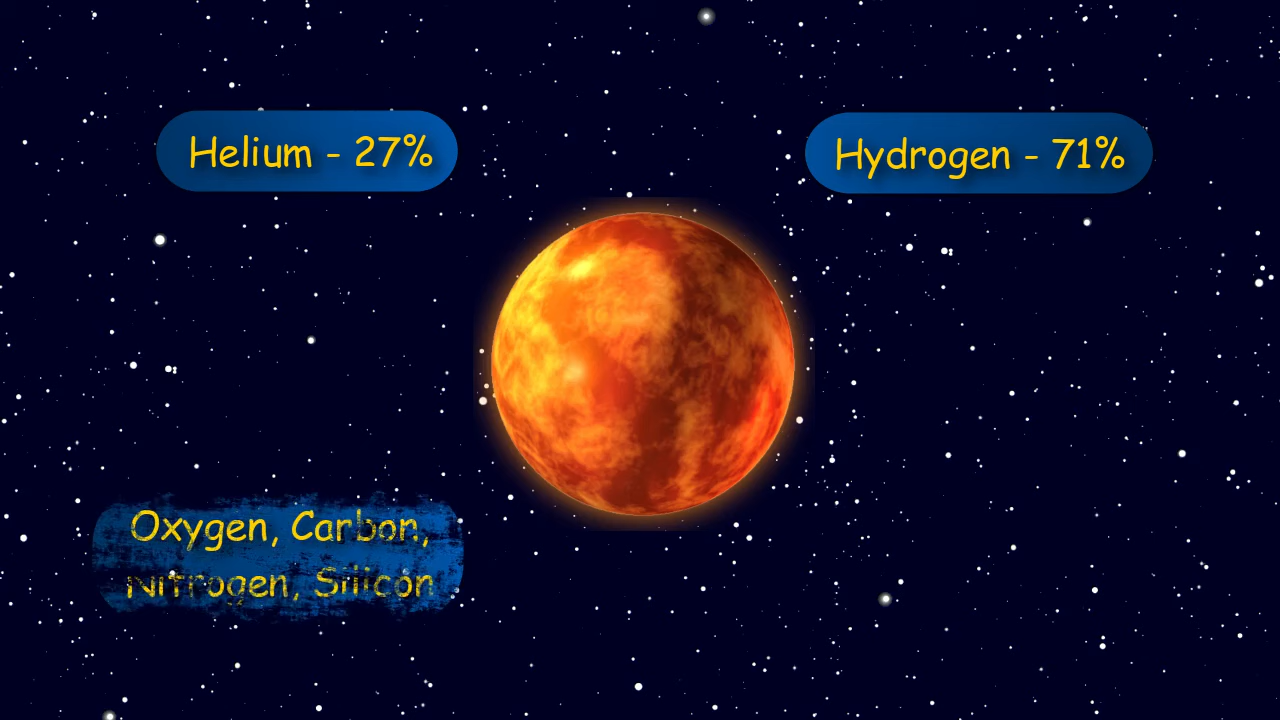 Helium - 27%
Hydrogen - 71%
Oxygen, Carbon,
Nitrogen, Silicon